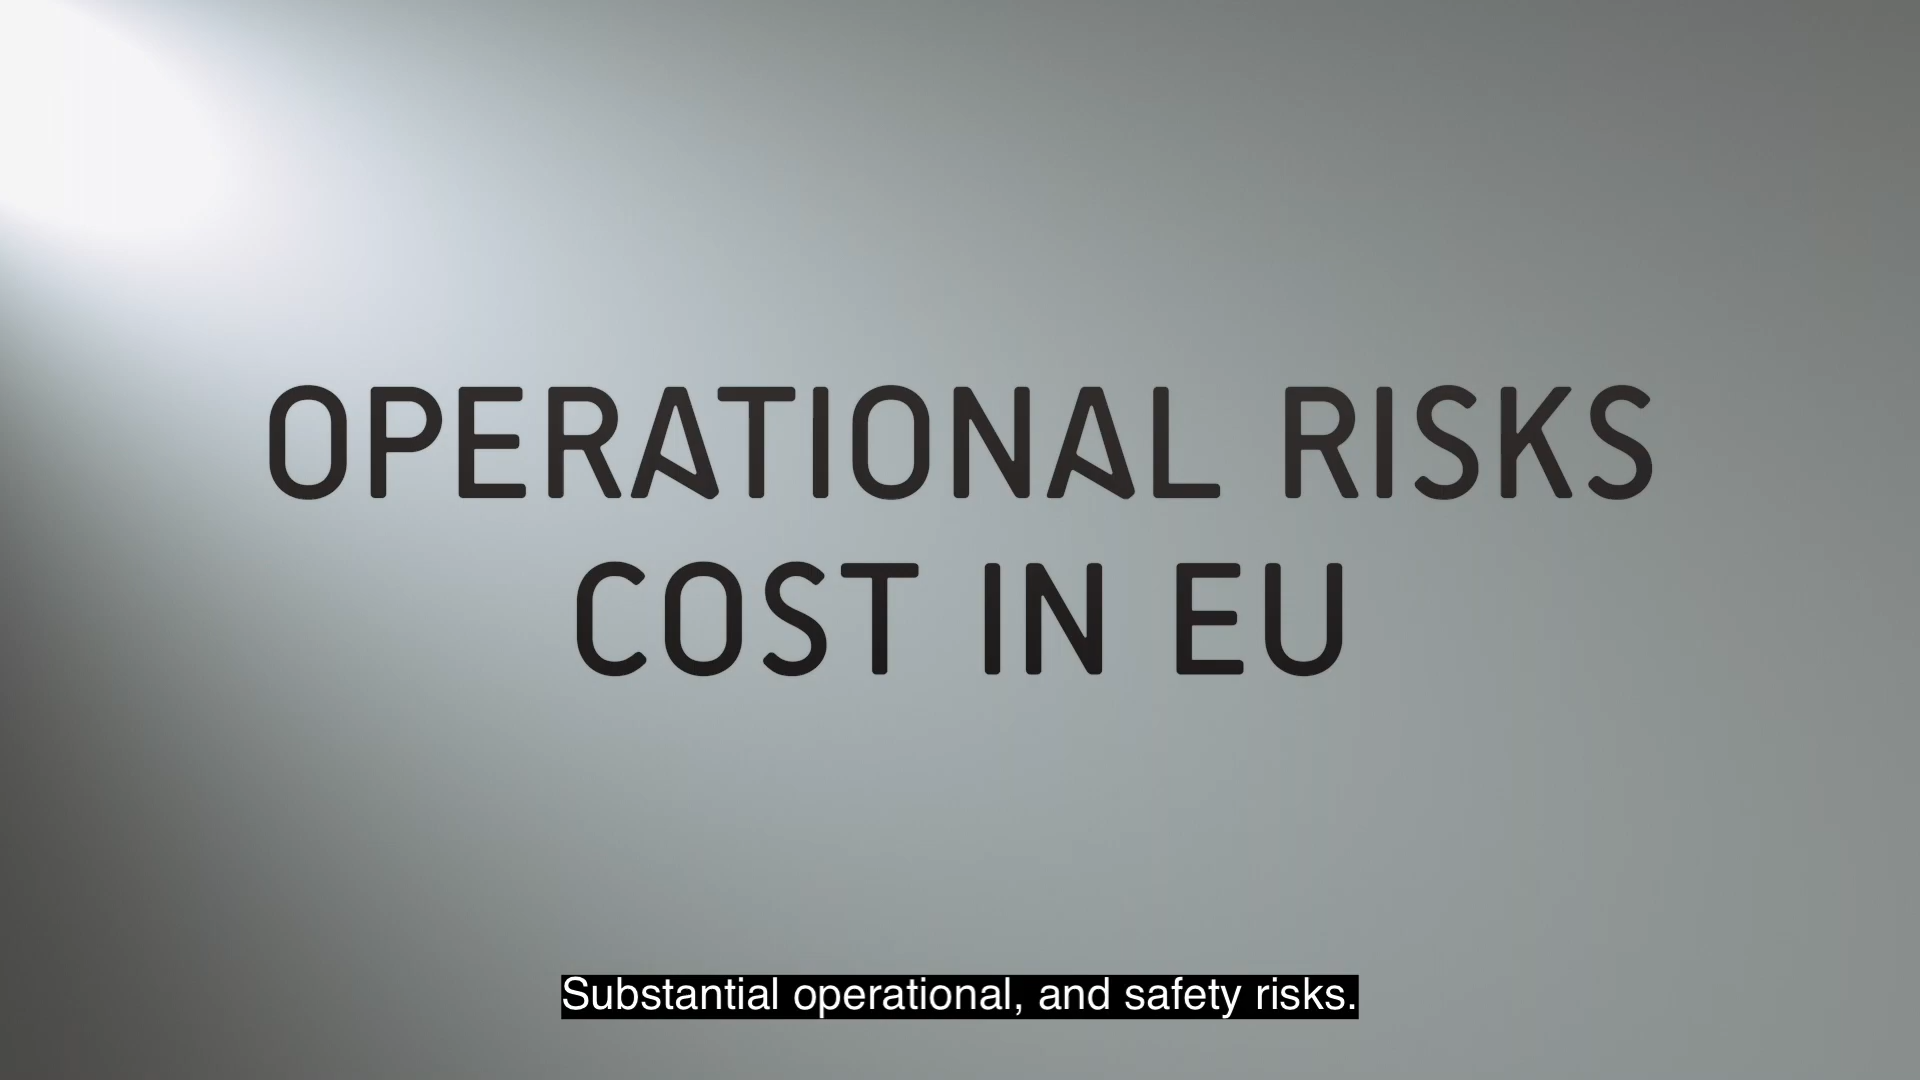 OPERATIONAL RISKS
COST IN EU
Substantial operational, and safety risks.